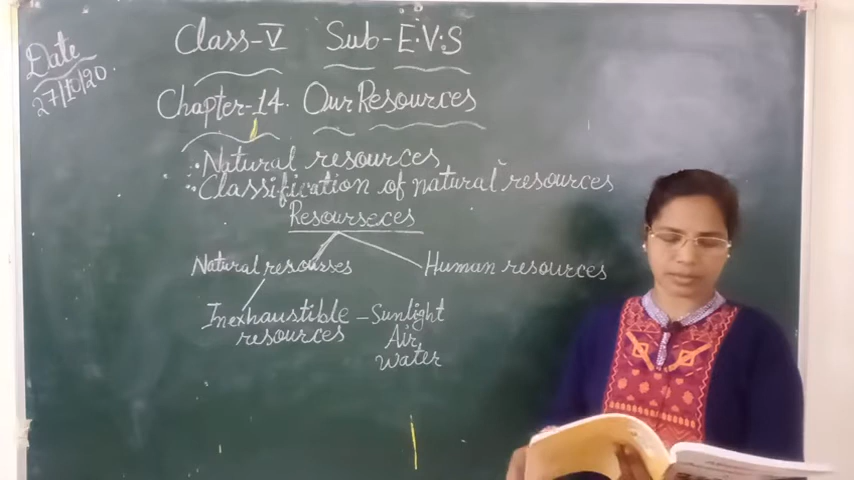 Class-V Sub-E.V.S
Date
27/10/20.
Chapter-14. Our Resources
Natural resources
Classification of natural resources
Resourseces
Natural resourses Human resources
Inexhaustible - Sunlight
resources Air
Water